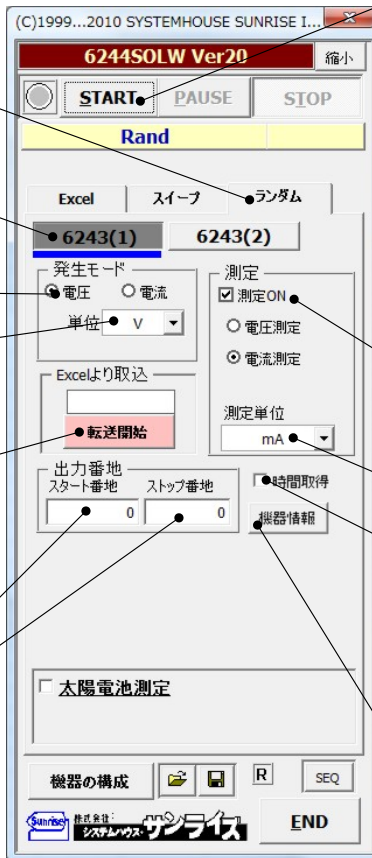 (C)1999...2010 SYSTEMHOUSE SUNRISE I...
6244SOLW Ver20 縮小
START PAUSE STOP
Rand
Excel スイープ ランダム
6243(1) 6243(2)
発生モード
電圧 電流
単位 V
測定
測定ON
電圧測定
電流測定
測定単位
mA
Excelより取込
転送開始
出力番地
スタート番地 ストップ番地
0 0
時間取得
機器情報
太陽電池測定
機器の構成 R SEQ
Sunrise 株式会社 システムハウス サンライズ END